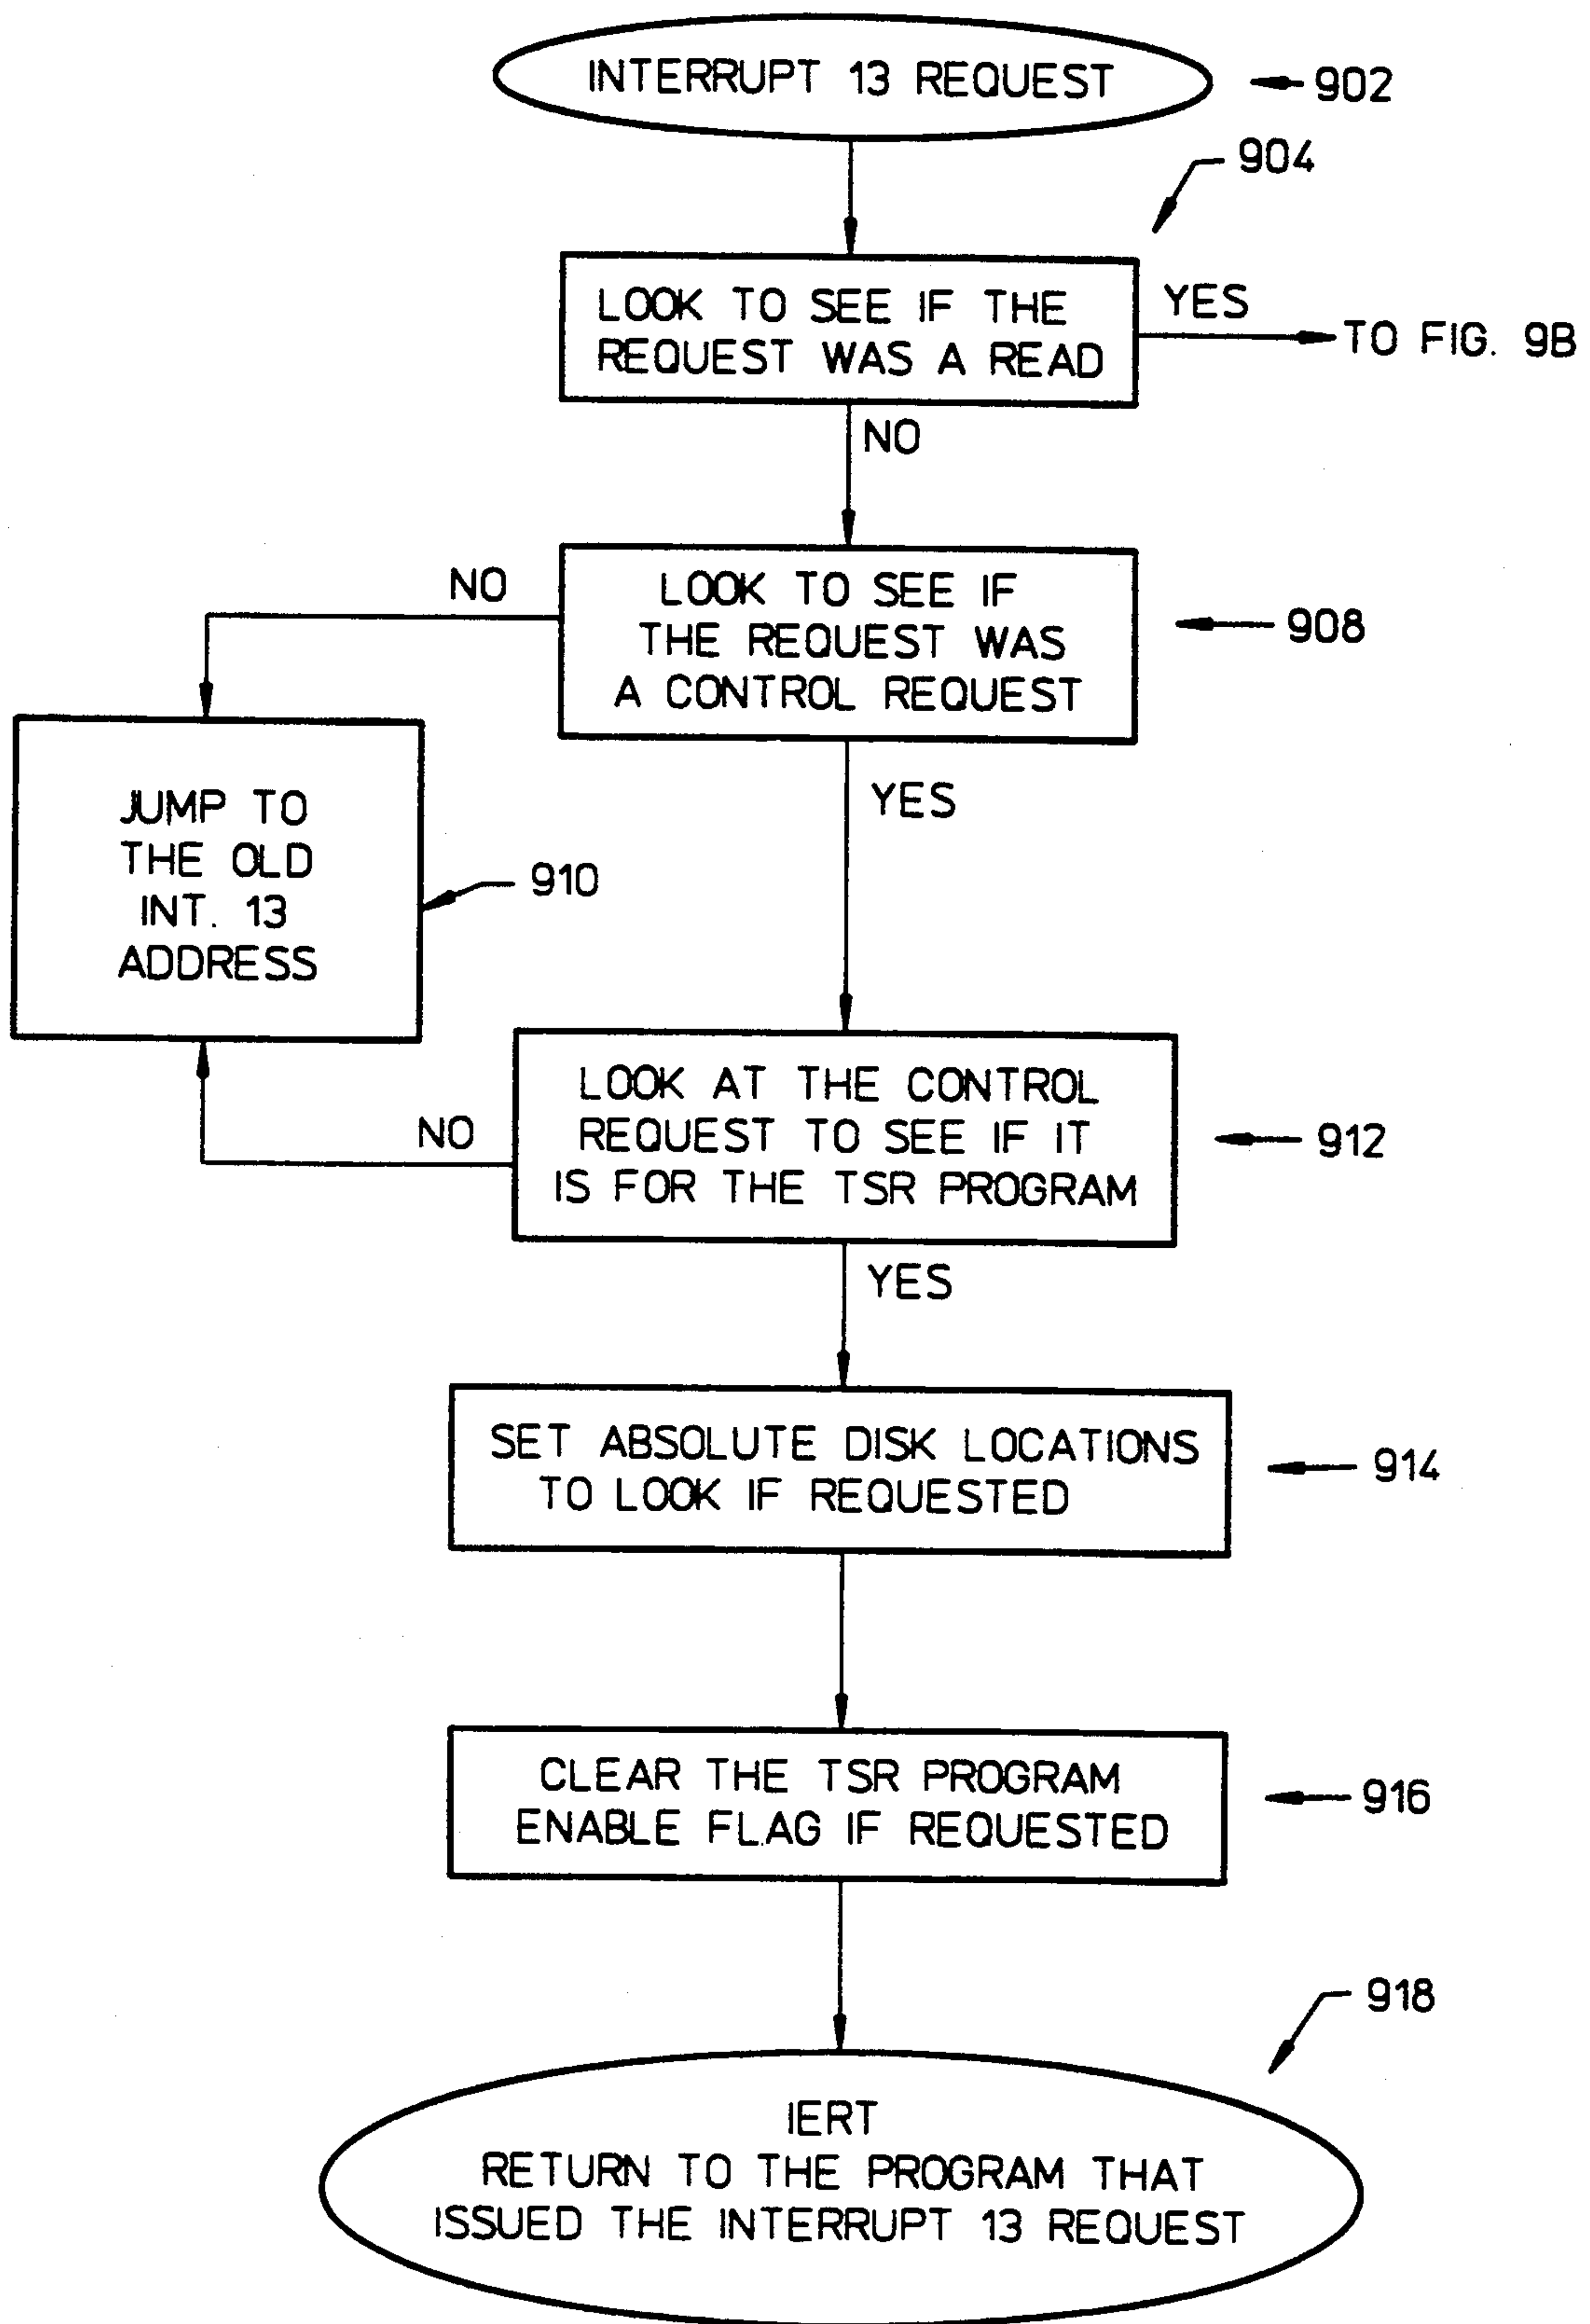 INTERRUPT 13 REQUEST
902
904
LOOK TO SEE IF THE
REQUEST WAS A READ
YES
TO FIG. 9B
NO
LOOK TO SEE IF
THE REQUEST WAS
A CONTROL REQUEST
908
NO
JUMP TO
THE OLD
INT. 13
ADDRESS
910
YES
LOOK AT THE CONTROL
REQUEST TO SEE IF IT
IS FOR THE TSR PROGRAM
912
NO
YES
SET ABSOLUTE DISK LOCATIONS
TO LOOK IF REQUESTED
914
CLEAR THE TSR PROGRAM
ENABLE FLAG IF REQUESTED
916
918
IERT
RETURN TO THE PROGRAM THAT
ISSUED THE INTERRUPT 13 REQUEST